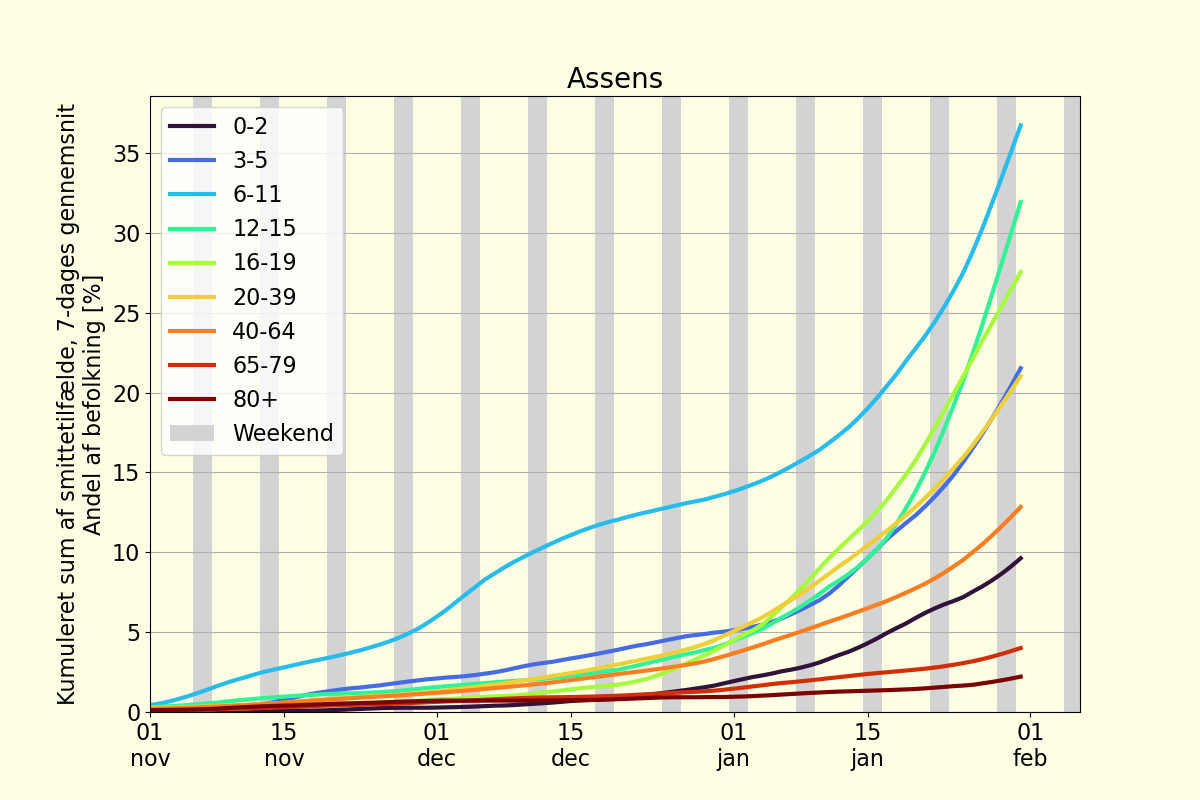 Assens
Kumuleret sum af smittetilfælde, 7-dages gennemsnit
Andel af befolkning [%]
35
30
25
20
15
10
5
0
0-2
3-5
6-11
12-15
16-19
20-39
40-64
65-79
80+
Weekend
01 15 01 15 01 15 01
nov nov dec dec jan jan feb